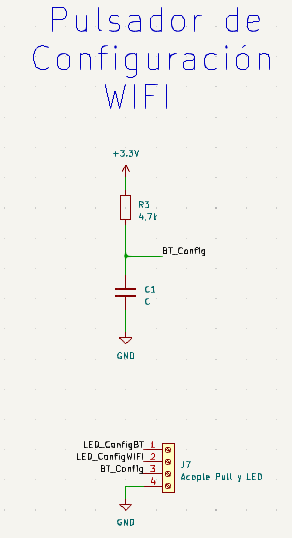 Pulsador de
Configuración
WIFI
+3.3V
R3
4.7k
BT_Config
C1
C
GND
LED_ConfigBT 1
LED_ConfigWIFI 2
BT_Config 3
4
J7
Acople Pull y LED
GND